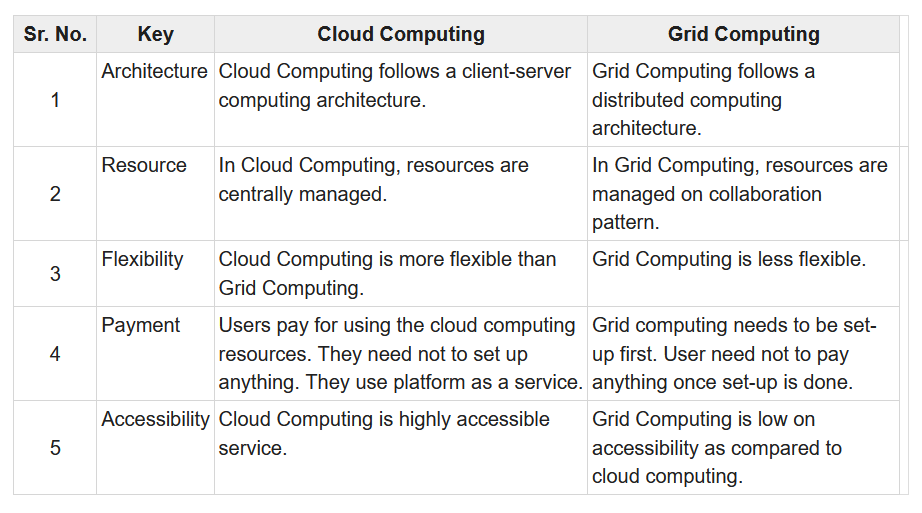 Sr. No. Key Cloud Computing Grid Computing
1
Architecture
Cloud Computing follows a client-server
computing architecture.
Grid Computing follows a
distributed computing
architecture.
2
Resource
In Cloud Computing, resources are
centrally managed.
In Grid Computing, resources are
managed on collaboration
pattern.
3
Flexibility
Cloud Computing is more flexible than
Grid Computing.
Grid Computing is less flexible.
4
Payment
Users pay for using the cloud computing
resources. They need not to set up
anything. They use platform as a service.
Grid computing needs to be set-
up first. User need not to pay
anything once set-up is done.
5
Accessibility
Cloud Computing is highly accessible
service.
Grid Computing is low on
accessibility as compared to
cloud computing.